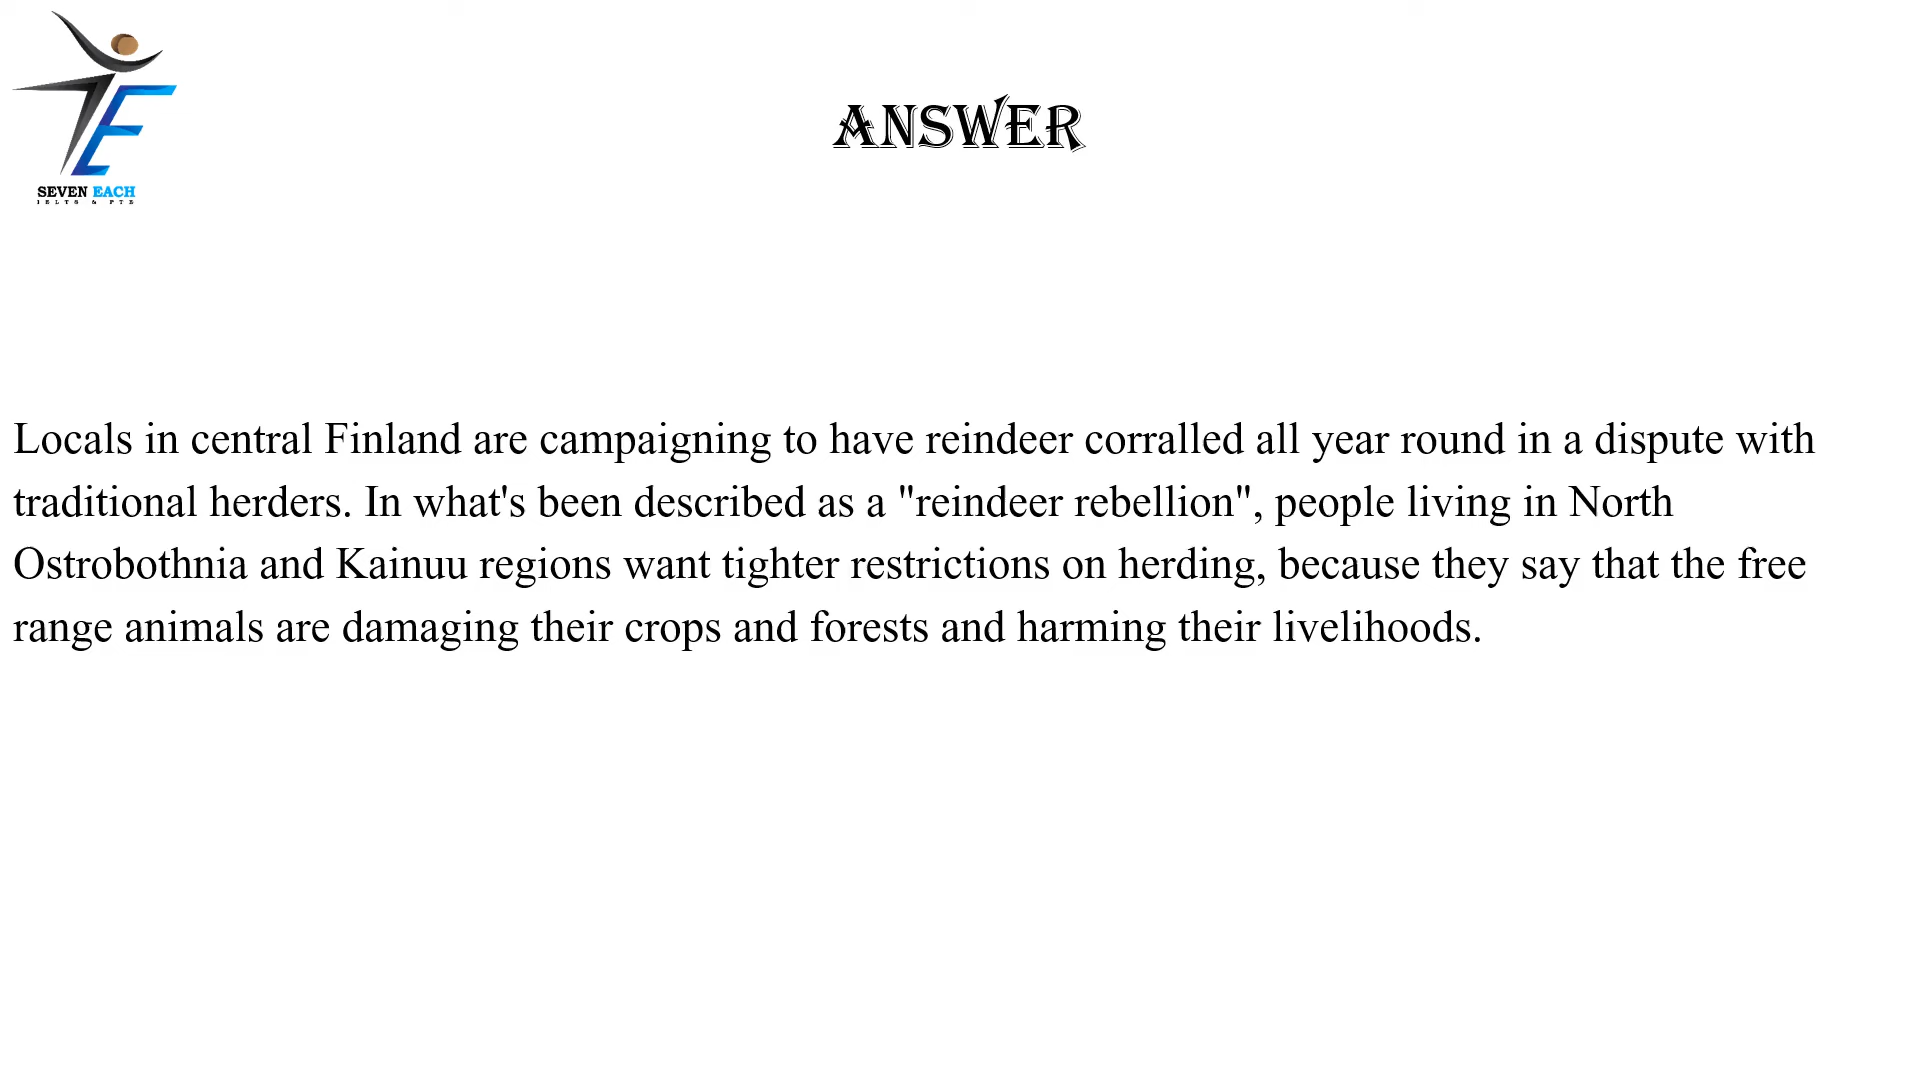 ANSWER
SEVEN EACH
IELTS & PTE
Locals in central Finland are campaigning to have reindeer corralled all year round in a dispute with
traditional herders. In what's been described as a "reindeer rebellion", people living in North
Ostrobothnia and Kainuu regions want tighter restrictions on herding, because they say that the free
range animals are damaging their crops and forests and harming their livelihoods.